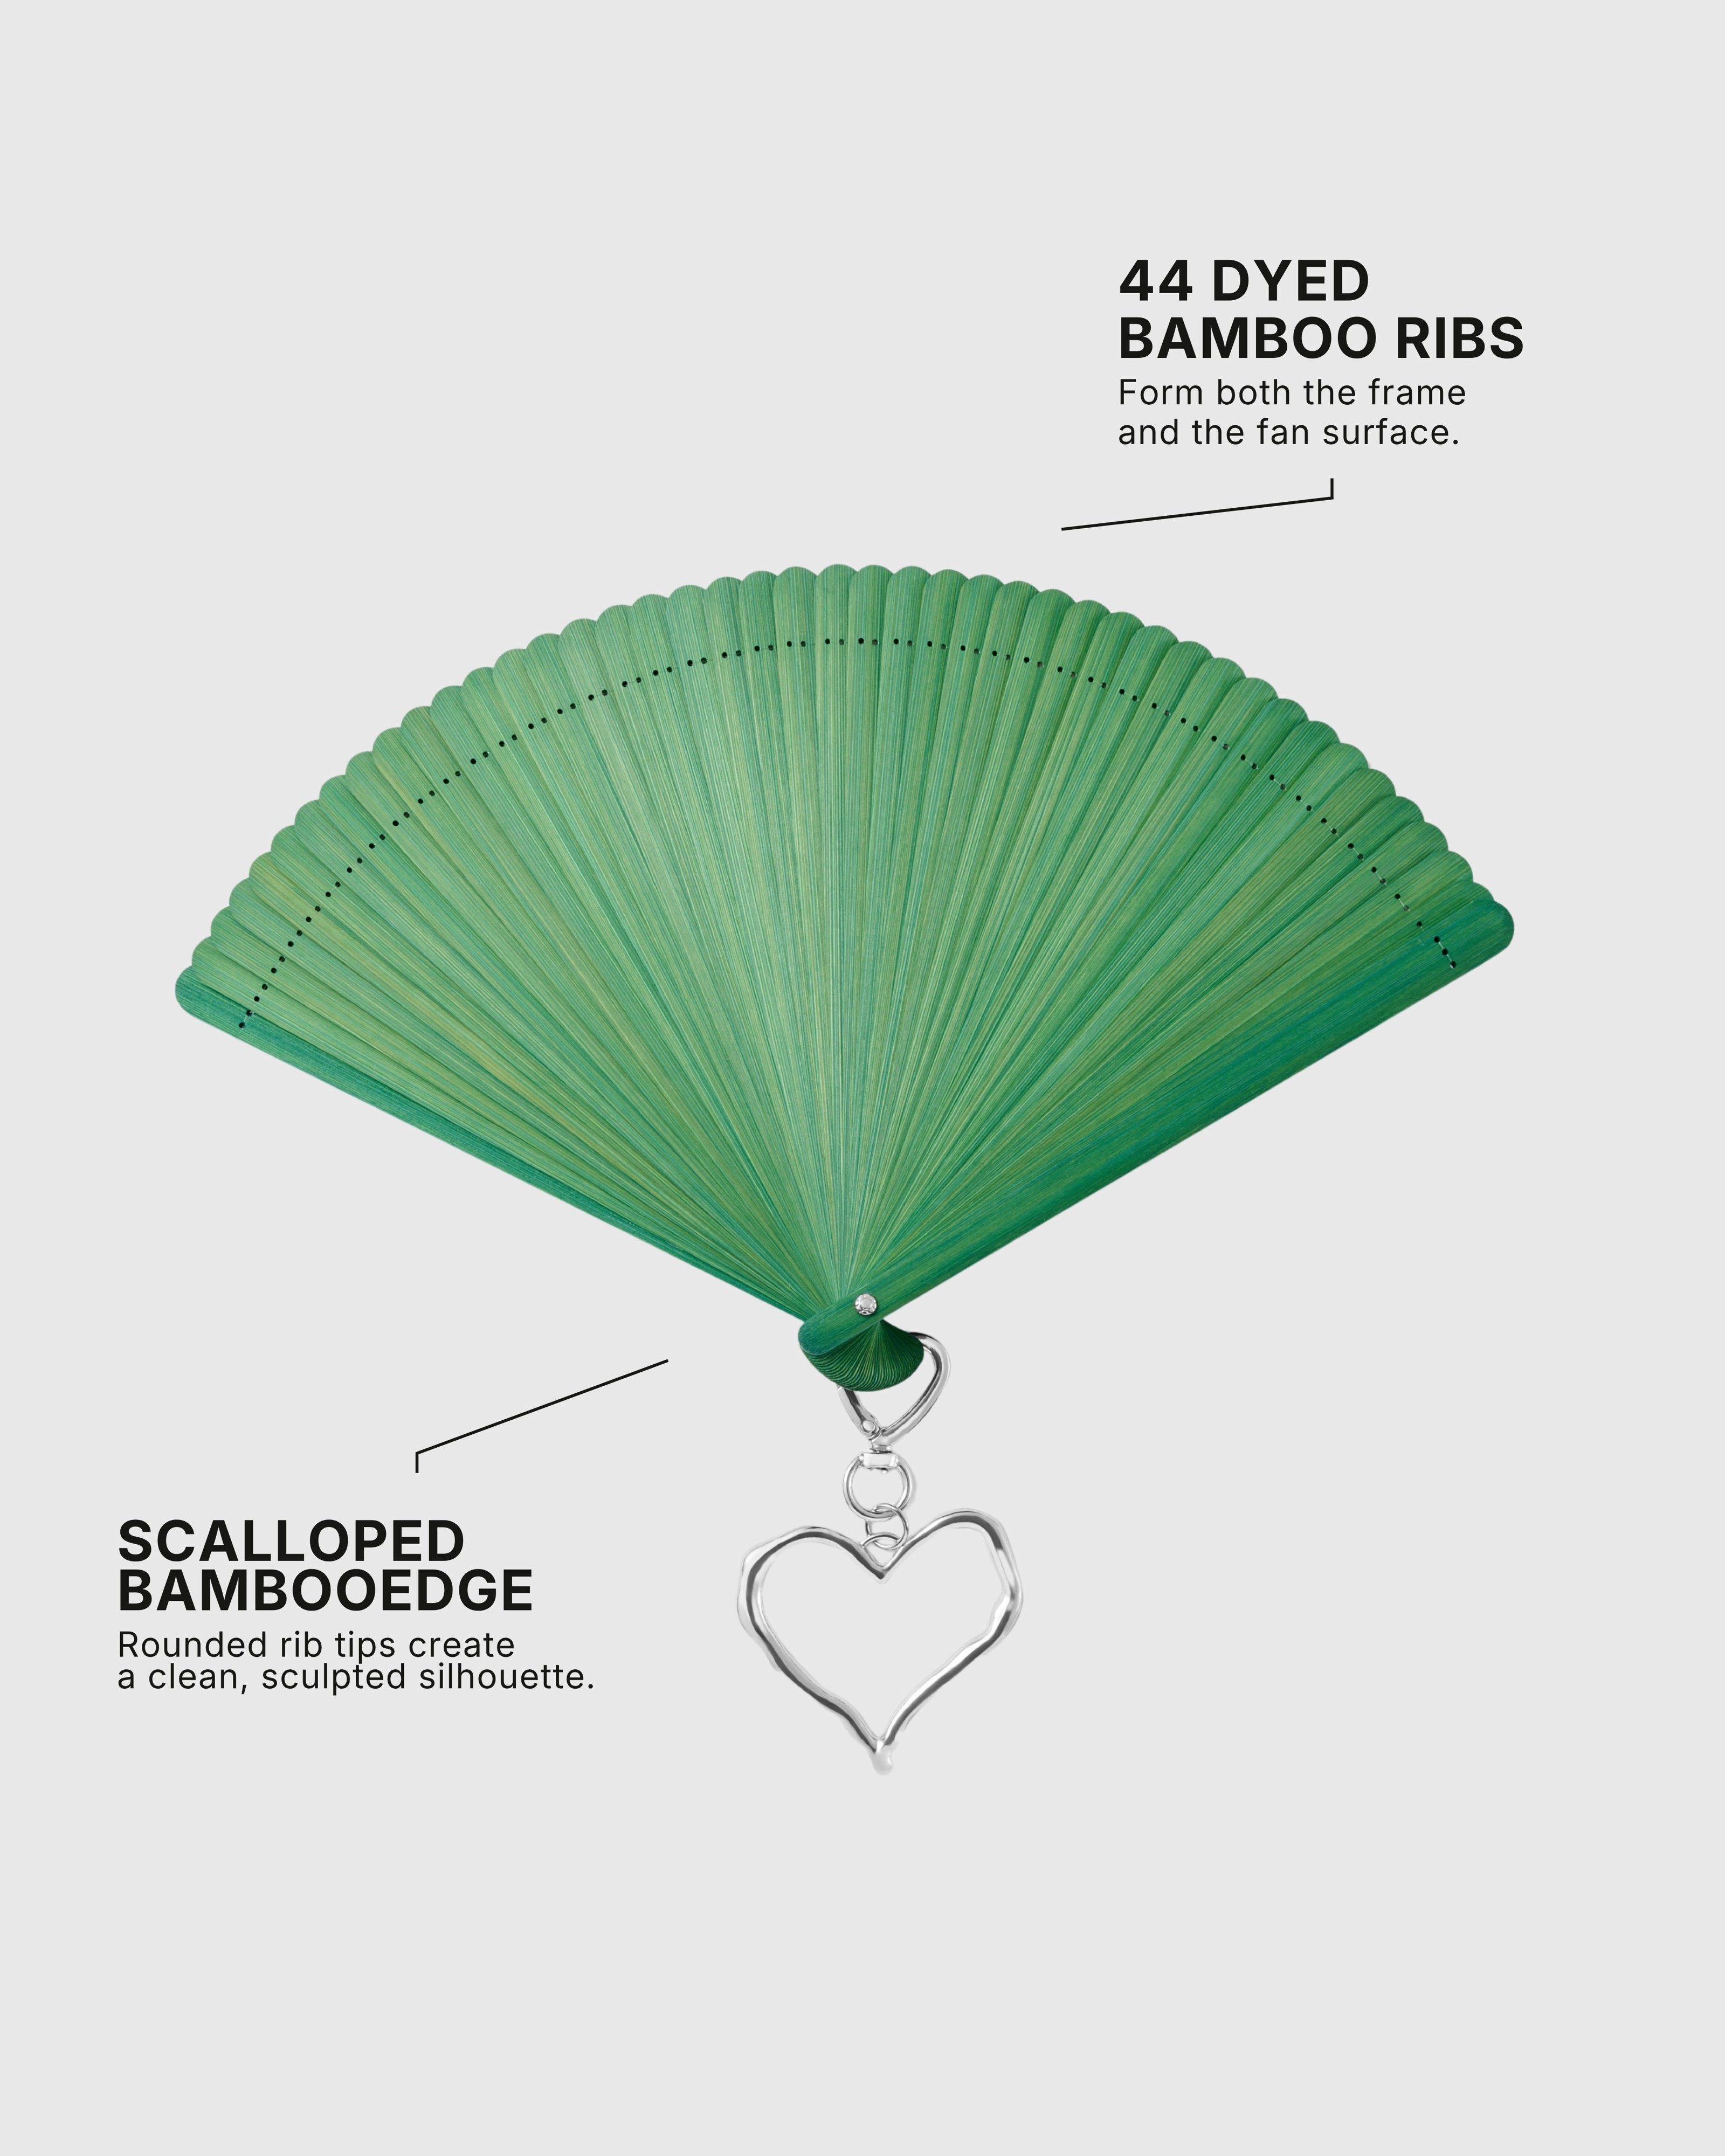 44 DYED
BAMBOO RIBS
Form both the frame
and the fan surface.
SCALLOPED
BAMBOOEDGE
Rounded rib tips create
a clean, sculpted silhouette.